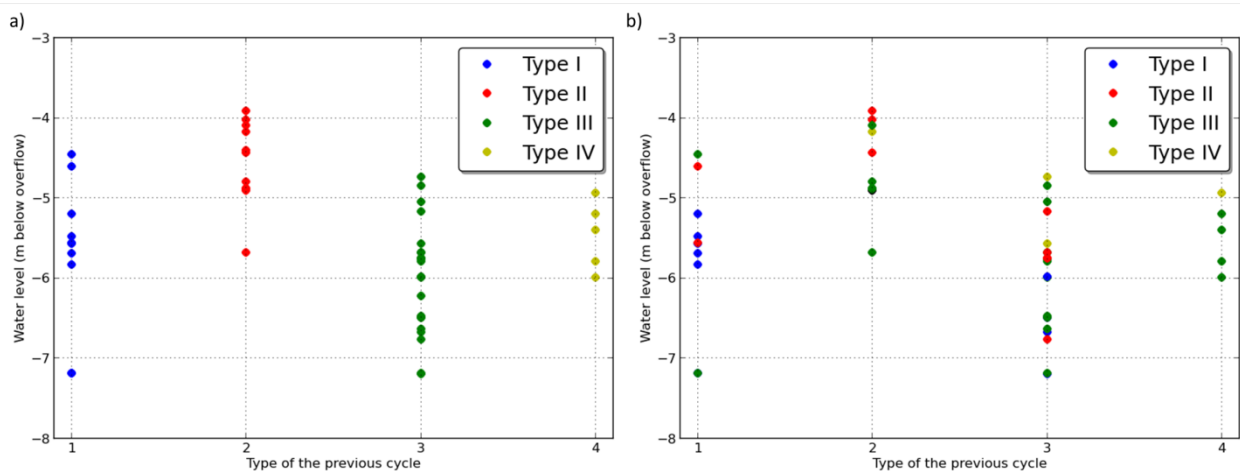 a)
−3
−4
−5
−6
−7
−8
Water level (m below overflow)
1 2 3 4
Type of the previous cycle
Type I
Type II
Type III
Type IV
b)
−3
−4
−5
−6
−7
−8
Water level (m below overflow)
1 2 3 4
Type of the previous cycle
Type I
Type II
Type III
Type IV